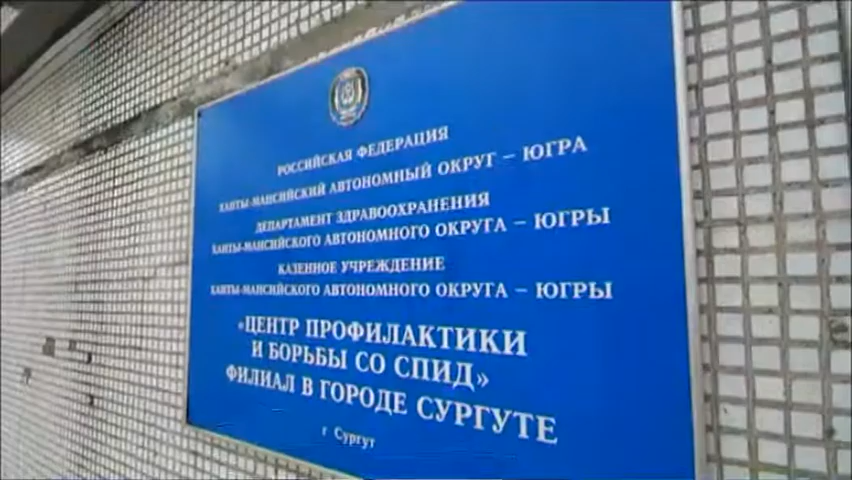 РОССИЙСКАЯ ФЕДЕРАЦИЯ
ХАНТЫ-МАНСИЙСКИЙ АВТОНОМНЫЙ ОКРУГ – ЮГРА
ДЕПАРТАМЕНТ ЗДРАВООХРАНЕНИЯ
ХАНТЫ-МАНСИЙСКОГО АВТОНОМНОГО ОКРУГА – ЮГРЫ
КАЗЕННОЕ УЧРЕЖДЕНИЕ
ХАНТЫ-МАНСИЙСКОГО АВТОНОМНОГО ОКРУГА – ЮГРЫ
«ЦЕНТР ПРОФИЛАКТИКИ
И БОРЬБЫ СО СПИД»
ФИЛИАЛ В ГОРОДЕ СУРГУТЕ
г Сургут